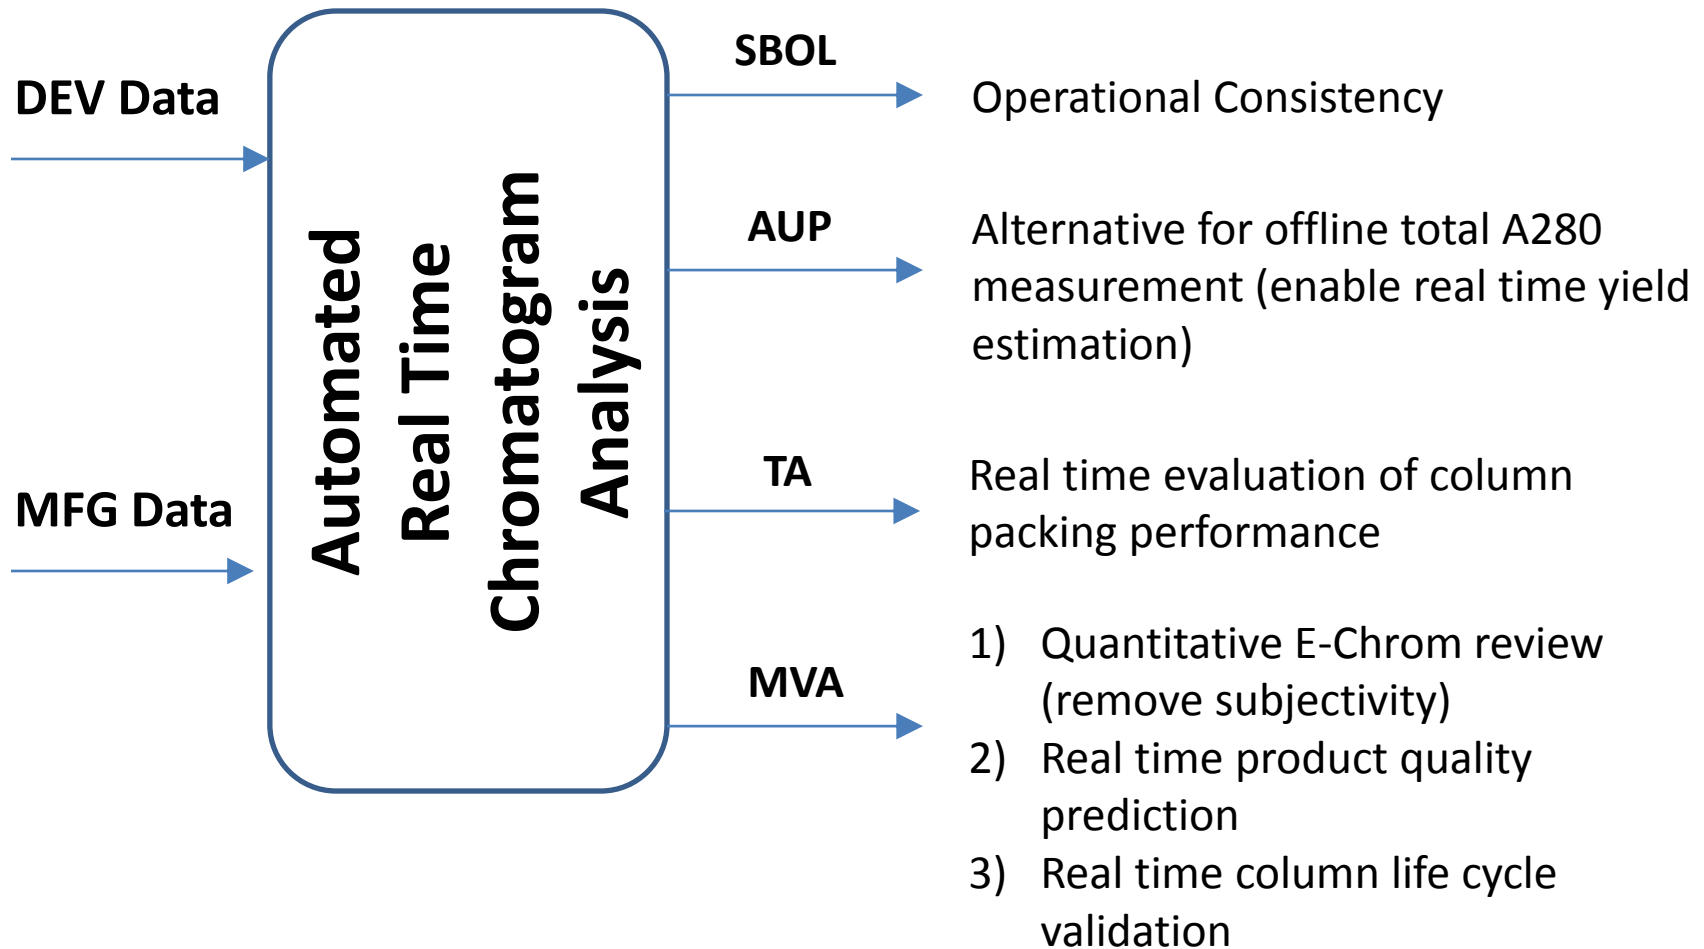 DEV Data
MFG Data
Automated
Real Time
Chromatogram
Analysis
SBOL
Operational Consistency
AUP
Alternative for offline total A280
measurement (enable real time yield
estimation)
TA
Real time evaluation of column
packing performance
MVA
1) Quantitative E-Chrom review
(remove subjectivity)
2) Real time product quality
prediction
3) Real time column life cycle
validation